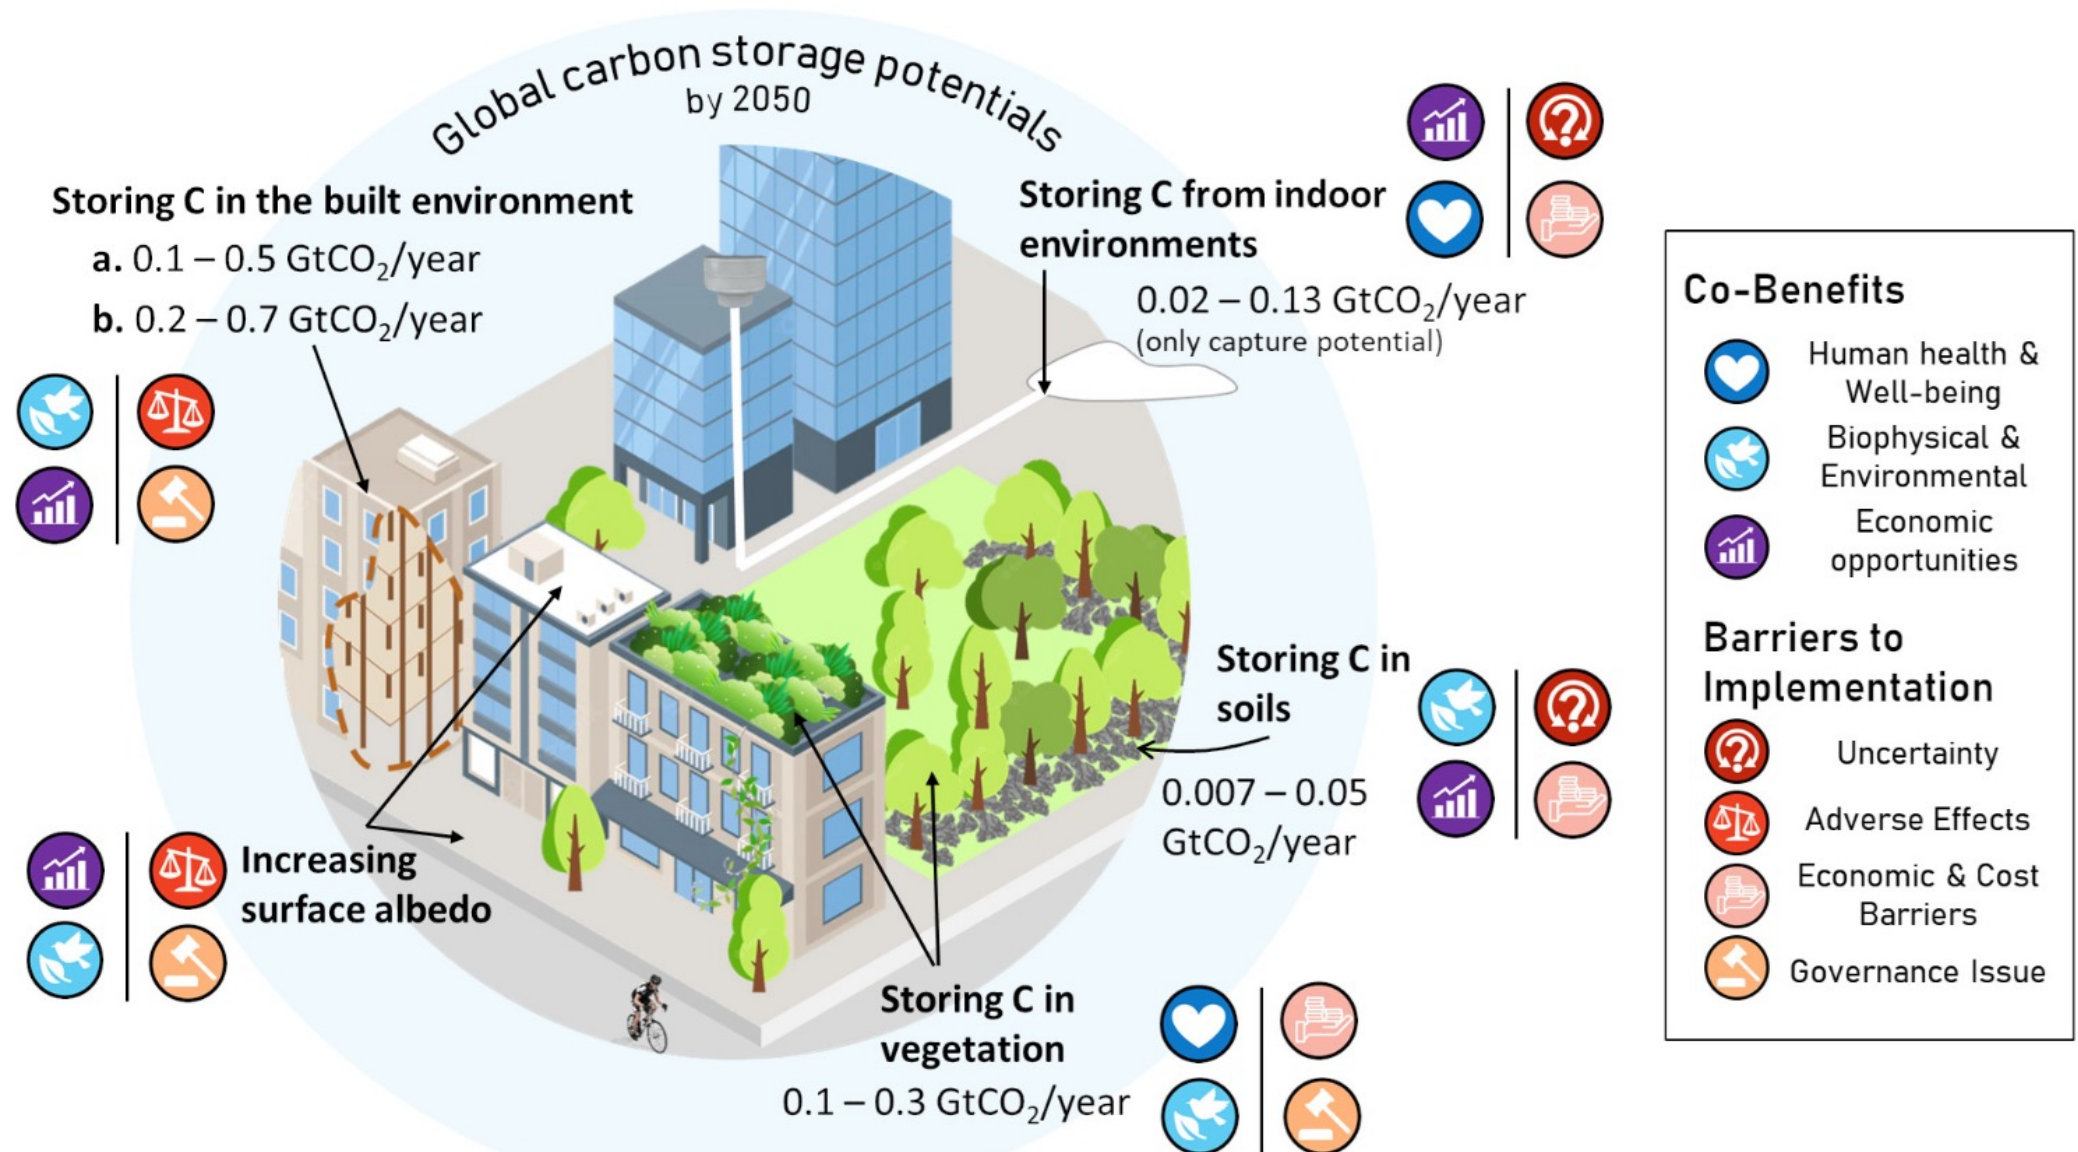 Global carbon storage potentials
by 2050
Storing C in the built environment
a. 0.1 – 0.5 GtCO₂/year
b. 0.2 – 0.7 GtCO₂/year
Storing C from indoor
environments
0.02 – 0.13 GtCO₂/year
(only capture potential)
Storing C in
soils
0.007 – 0.05
GtCO₂/year
Increasing
surface albedo
Storing C in
vegetation
0.1 – 0.3 GtCO₂/year
Co-Benefits
Human health &
Well-being
Biophysical &
Environmental
Economic
opportunities
Barriers to
Implementation
Uncertainty
Adverse Effects
Economic & Cost
Barriers
Governance Issue